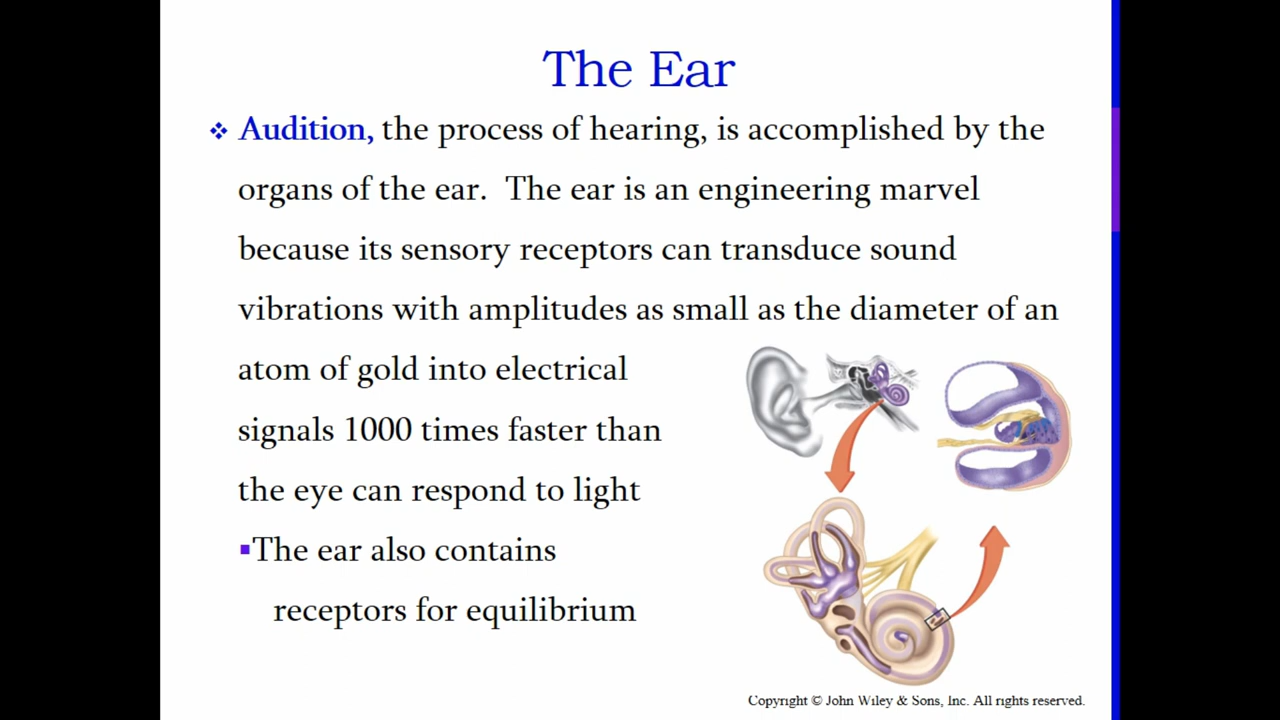 The Ear
❖ Audition, the process of hearing, is accomplished by the
organs of the ear. The ear is an engineering marvel
because its sensory receptors can transduce sound
vibrations with amplitudes as small as the diameter of an
atom of gold into electrical
signals 1000 times faster than
the eye can respond to light
▪The ear also contains
receptors for equilibrium
Copyright © John Wiley & Sons, Inc. All rights reserved.